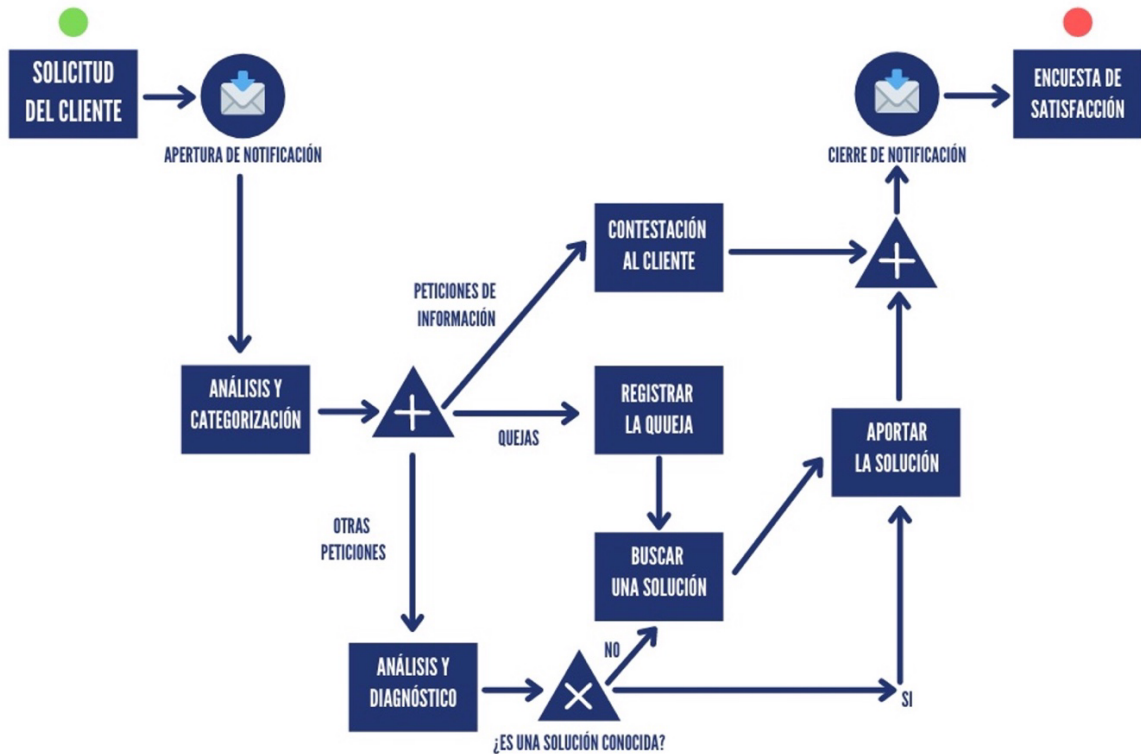 SOLICITUD
DEL CLIENTE
APERTURA DE NOTIFICACIÓN
ENCUESTA DE
SATISFACCIÓN
CIERRE DE NOTIFICACIÓN
CONTESTACIÓN
AL CLIENTE
PETICIONES DE
INFORMACIÓN
ANÁLISIS Y
CATEGORIZACIÓN
QUEJAS
REGISTRAR
LA QUUEJA
APORTAR
LA SOLUCIÓN
OTRAS
PETICIONES
BUSCAR
UNA SOLUCIÓN
ANÁLISIS Y
DIAGNÓSTICO
NO
SI
¿ES UNA SOLUCIÓN CONOCIDA?